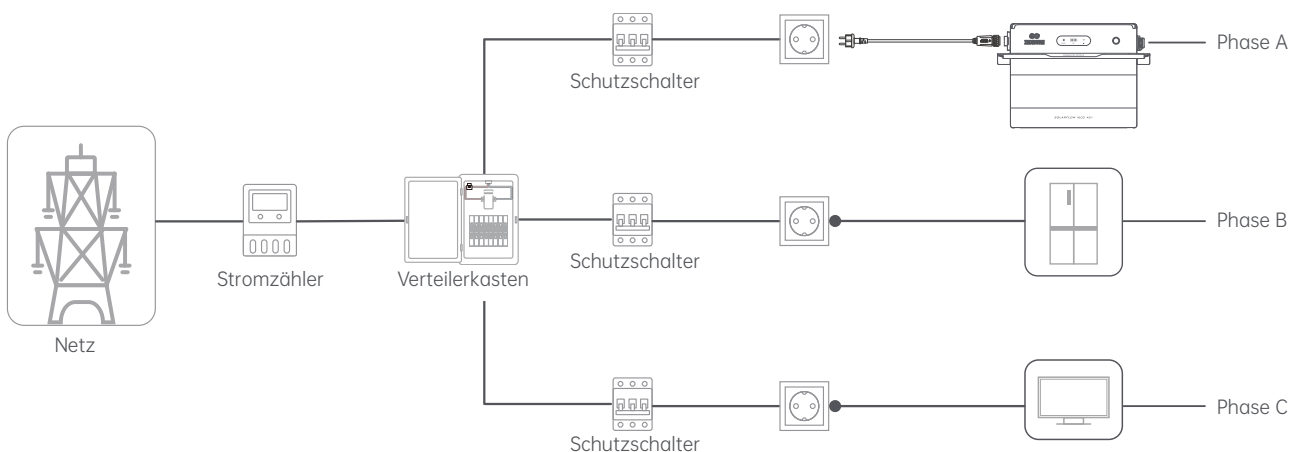 Schutzschalter
Phase A
Netz
Stromzähler
Verteilerkasten
Schutzschalter
Phase B
Schutzschalter
Phase C